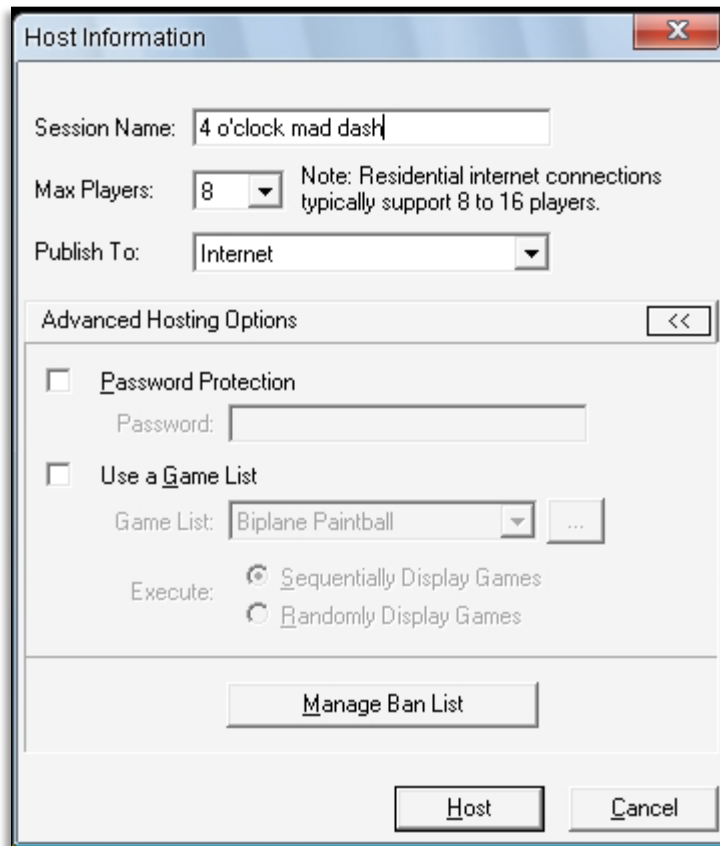 Host Information
Session Name: 4 o'clock mad dash
Max Players: 8 Note: Residential internet connections
typically support 8 to 16 players.
Publish To: Internet
Advanced Hosting Options <<
Password Protection
Password:
Use a Game List
Game List: Biplane Paintball ...
Execute: Sequentially Display Games
Randomly Display Games
Manage Ban List
Host Cancel